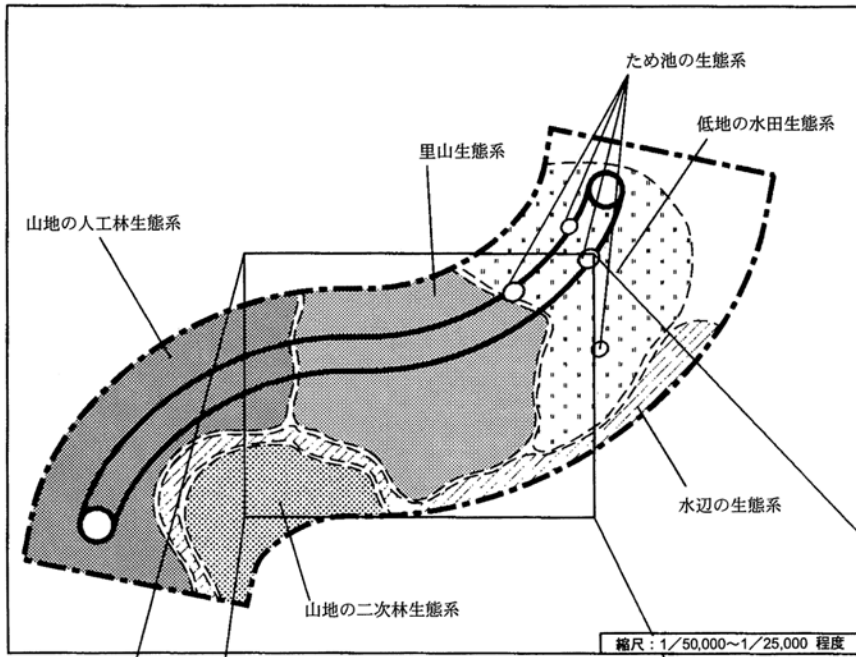 ため池の生態系
低地の水田生態系
里山生態系
山地の人工林生態系
水辺の生態系
山地の二次林生態系
縮尺：1／50,000～1／25,000 程度